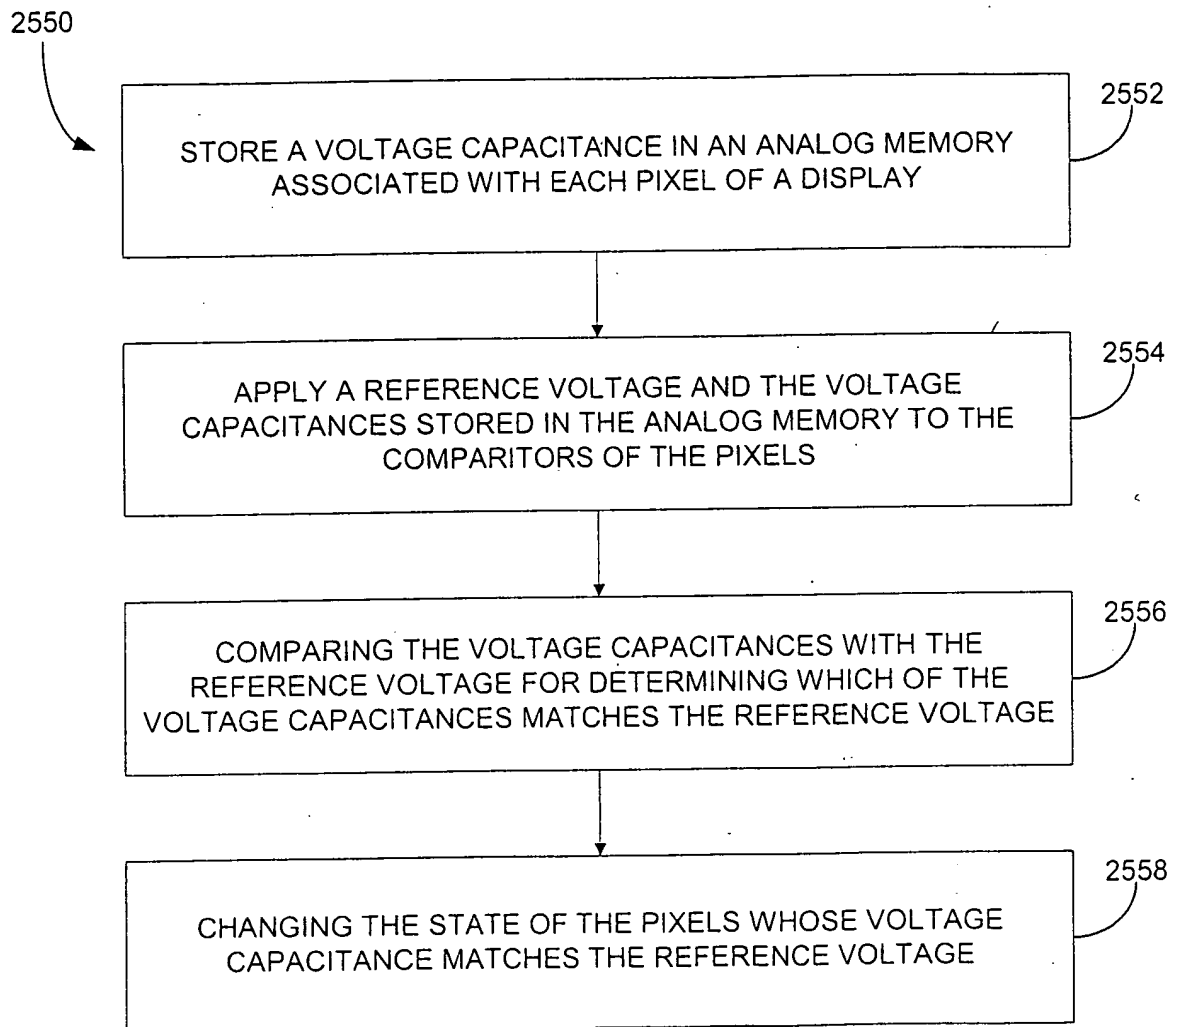 2550
2552
STORE A VOLTAGE CAPACITANCE IN AN ANALOG MEMORY
ASSOCIATED WITH EACH PIXEL OF A DISPLAY
2554
APPLY A REFERENCE VOLTAGE AND THE VOLTAGE
CAPACITANCES STORED IN THE ANALOG MEMORY TO THE
COMPARITORS OF THE PIXELS
2556
COMPARING THE VOLTAGE CAPACITANCES WITH THE
REFERENCE VOLTAGE FOR DETERMINING WHICH OF THE
VOLTAGE CAPACITANCES MATCHES THE REFERENCE VOLTAGE
2558
CHANGING THE STATE OF THE PIXELS WHOSE VOLTAGE
CAPACITANCE MATCHES THE REFERENCE VOLTAGE